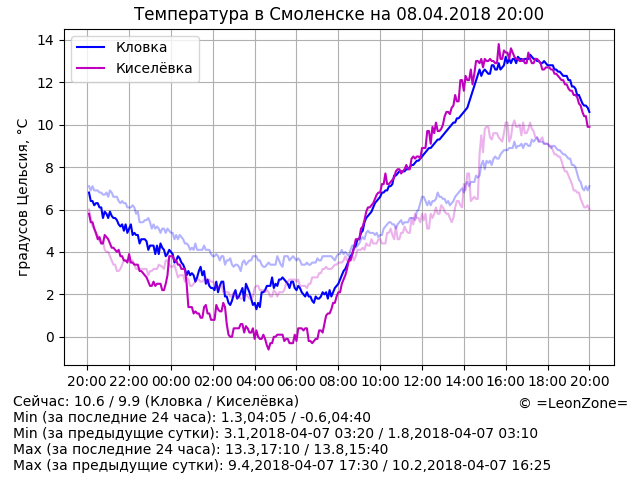 Температура в Смоленске на 08.04.2018 20:00
Кловка
Киселёвка
градусов Цельсия, °C
14
12
10
8
6
4
2
0
20:00 22:00 00:00 02:00 04:00 06:00 08:00 10:00 12:00 14:00 16:00 18:00 20:00
Сейчас: 10.6 / 9.9 (Кловка / Киселёвка)
© =LeonZone=
Min (за последние 24 часа): 1.3,04:05 / -0.6,04:40
Min (за предыдущие сутки): 3.1,2018-04-07 03:20 / 1.8,2018-04-07 03:10
Max (за последние 24 часа): 13.3,17:10 / 13.8,15:40
Max (за предыдущие сутки): 9.4,2018-04-07 17:30 / 10.2,2018-04-07 16:25